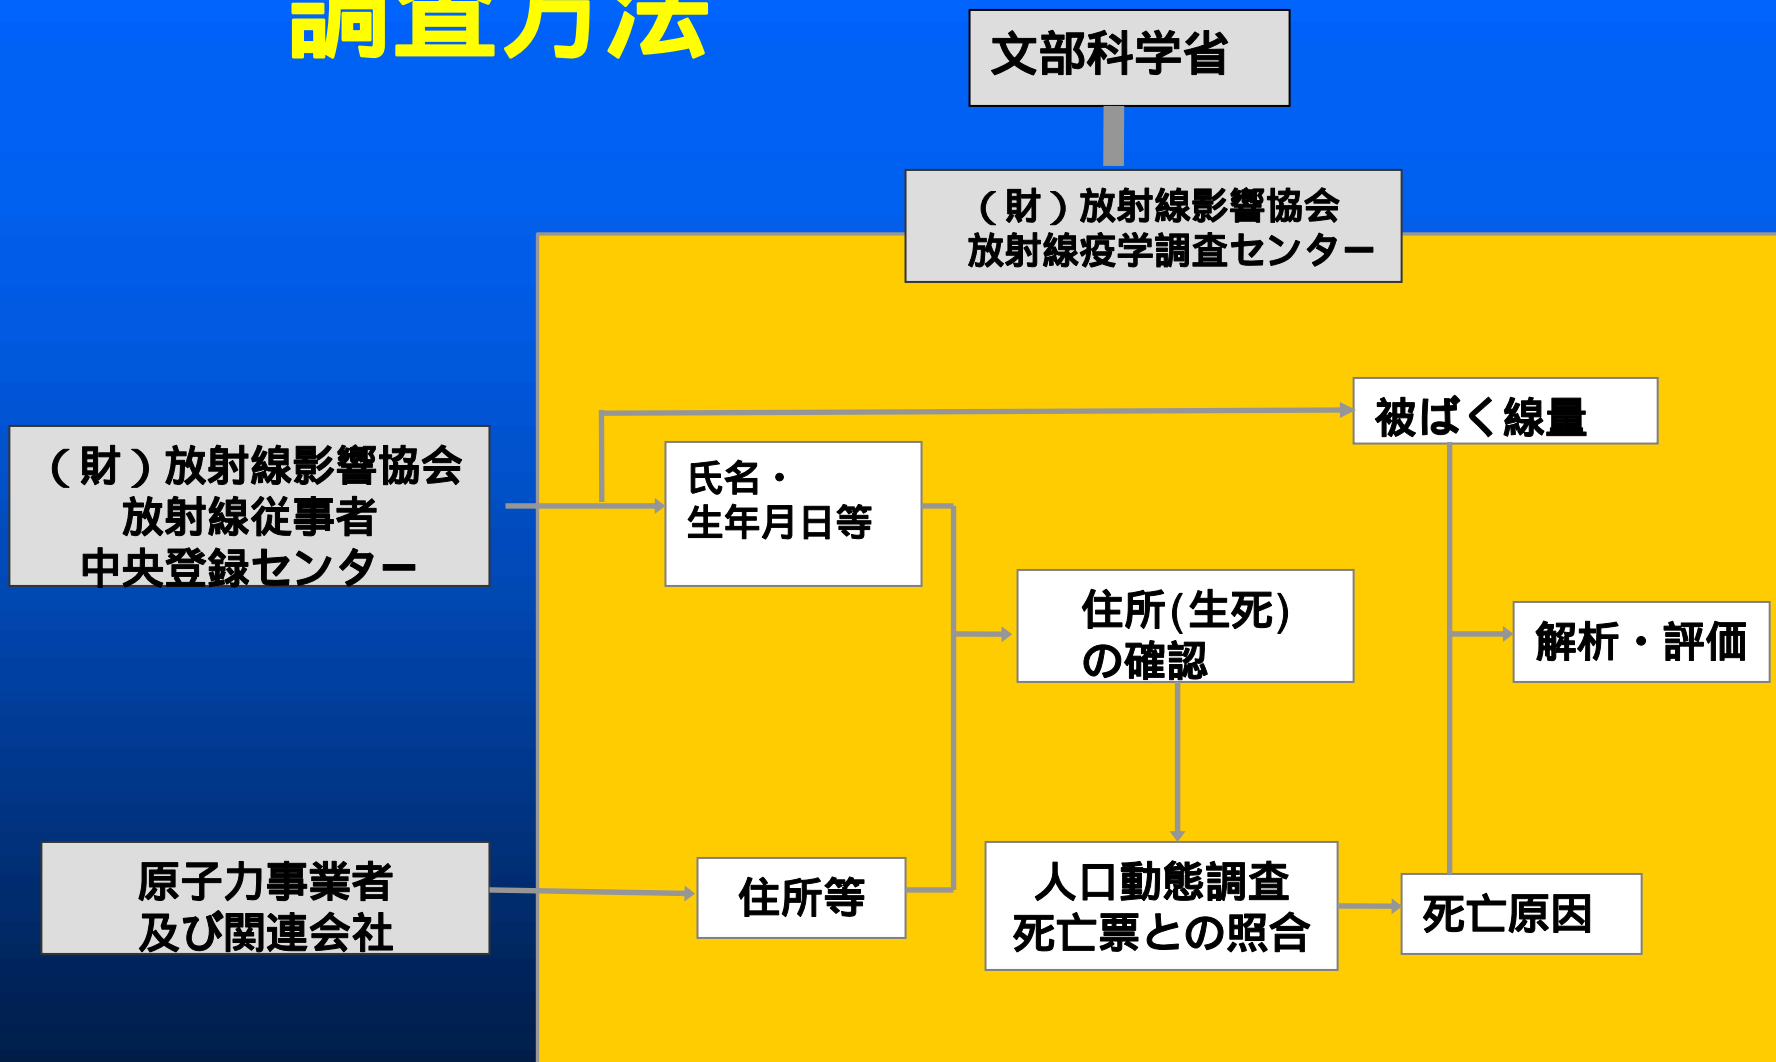 調査方法
文部科学省
（財）放射線影響協会
放射線疫学調査センター
被ばく線量
（財）放射線影響協会
放射線従事者
中央登録センター
氏名・
生年月日等
住所(生死)
の確認
解析・評価
原子力事業者
及び関連会社
住所等
人口動態調査
死亡票との照合
死亡原因